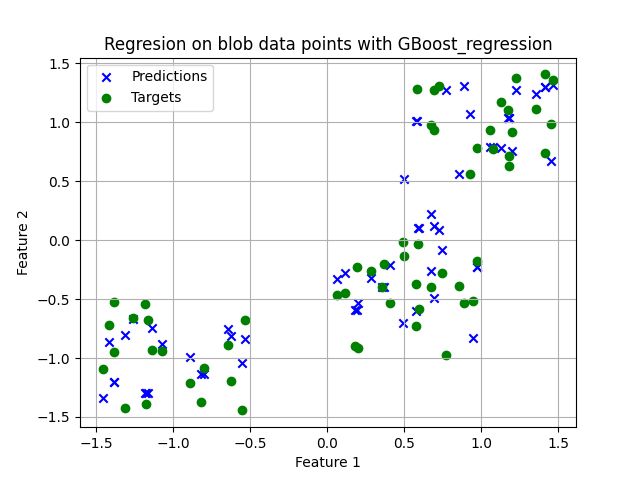 Regresion on blob data points with GBoost_regression
Predictions
Targets
1.5
1.0
0.5
0.0
−0.5
−1.0
−1.5
Feature 2
−1.5 −1.0 −0.5 0.0 0.5 1.0 1.5
Feature 1